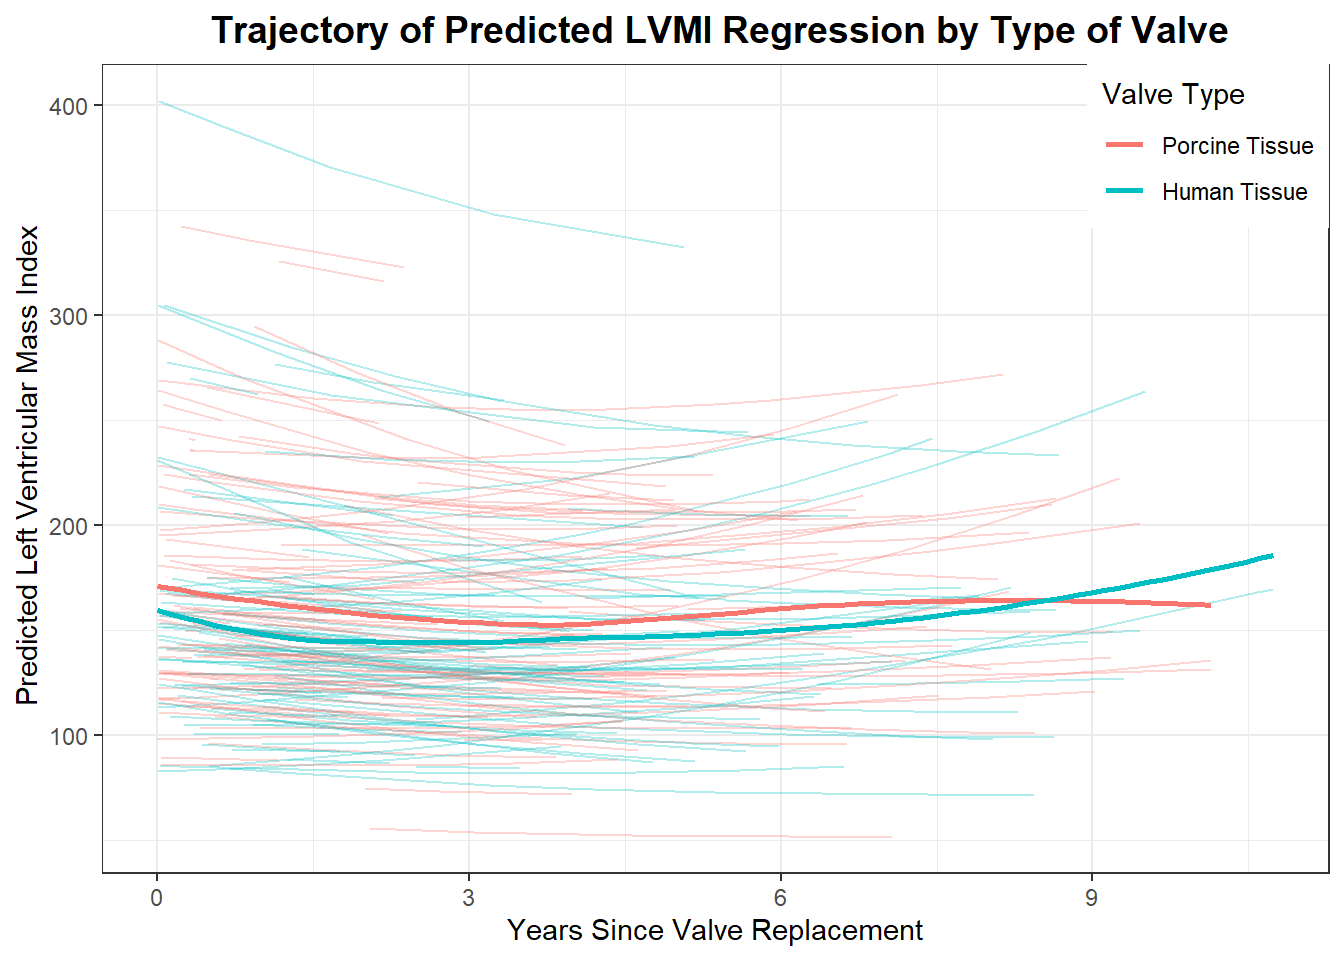 Trajectory of Predicted LVMI Regression by Type of Valve
Valve Type
Porcine Tissue
Human Tissue
Predicted Left Ventricular Mass Index
400
300
200
100
0 3 6 9
Years Since Valve Replacement